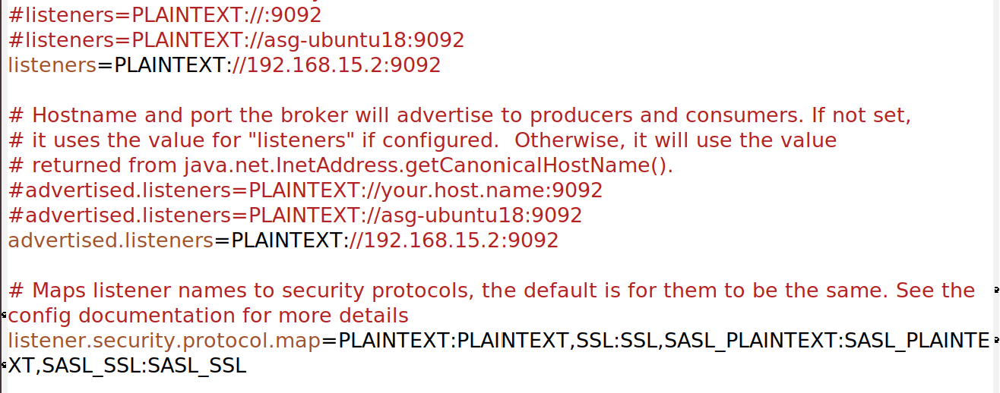 #listeners=PLAINTEXT://:9092
#listeners=PLAINTEXT://asg-ubuntu18:9092
listeners=PLAINTEXT://192.168.15.2:9092
# Hostname and port the broker will advertise to producers and consumers. If not set,
# it uses the value for "listeners" if configured.  Otherwise, it will use the value
# returned from java.net.InetAddress.getCanonicalHostName().
#advertised.listeners=PLAINTEXT://your.host.name:9092
#advertised.listeners=PLAINTEXT://asg-ubuntu18:9092
advertised.listeners=PLAINTEXT://192.168.15.2:9092
# Maps listener names to security protocols, the default is for them to be the same. See the
config documentation for more details
listener.security.protocol.map=PLAINTEXT:PLAINTEXT,SSL:SSL,SASL_PLAINTEXT:SASL_PLAINTE
XT,SASL_SSL:SASL_SSL